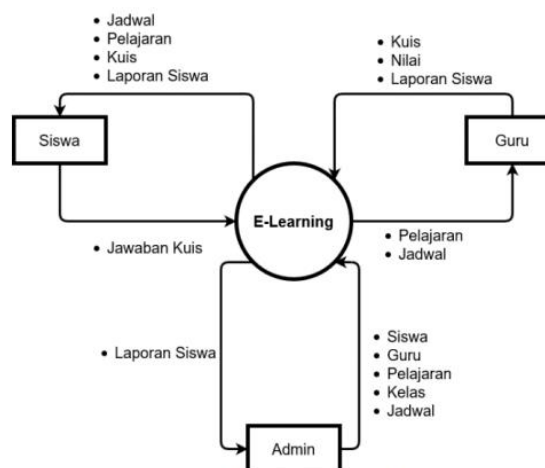 • Jadwal
• Pelajaran
• Kuis
• Laporan Siswa
• Kuis
• Nilai
• Laporan Siswa
Siswa
Guru
E-Learning
• Jawaban Kuis
• Pelajaran
• Jadwal
• Laporan Siswa
• Siswa
• Guru
• Pelajaran
• Kelas
• Jadwal
Admin